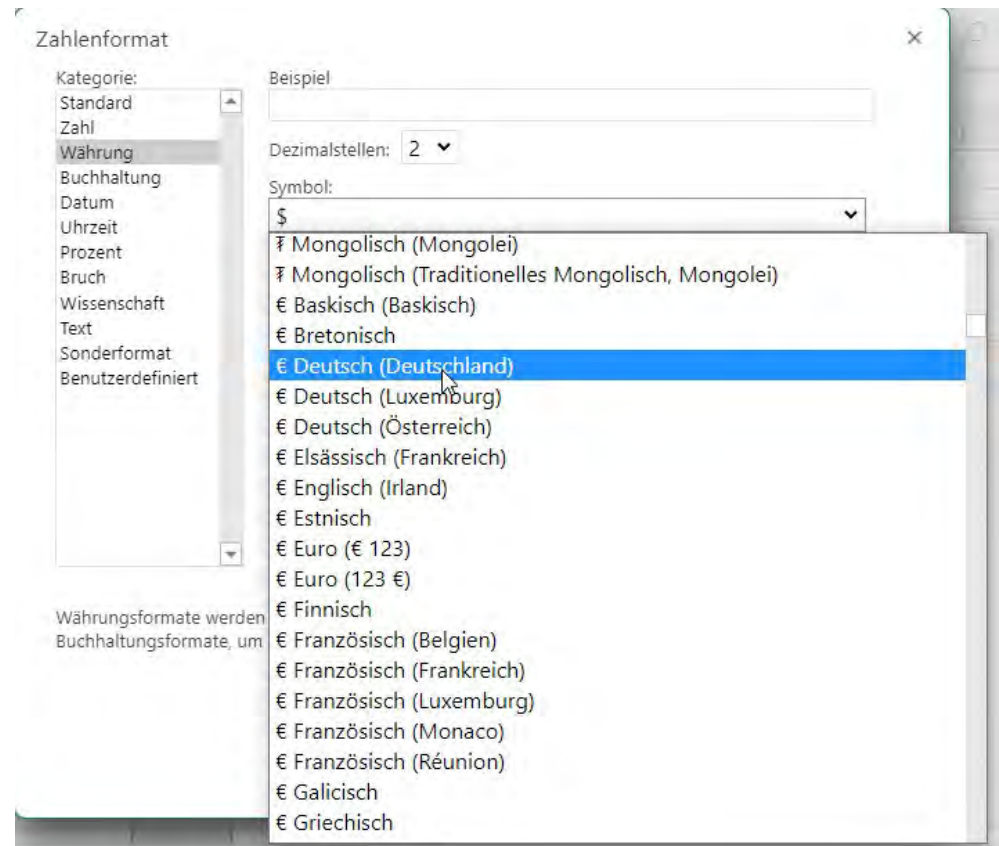 Zahlenformat
Kategorie:
Standard
Zahl
Währung
Buchhaltung
Datum
Uhrzeit
Prozent
Bruch
Wissenschaft
Text
Sonderformat
Benutzerdefiniert
Beispiel
Dezimalstellen: 2
Symbol:
$
₮ Mongolisch (Mongolei)
₮ Mongolisch (Traditionelles Mongolisch, Mongolei)
€ Baskisch (Baskisch)
€ Bretonisch
€ Deutsch (Deutschland)
€ Deutsch (Luxemburg)
€ Deutsch (Österreich)
€ Elsässisch (Frankreich)
€ Englisch (Irland)
€ Estnisch
€ Euro (€ 123)
€ Euro (123 €)
€ Finnisch
€ Französisch (Belgien)
€ Französisch (Frankreich)
€ Französisch (Luxemburg)
€ Französisch (Monaco)
€ Französisch (Réunion)
€ Galicisch
€ Griechisch
Währungsformate werden
Buchhaltungsformate, um